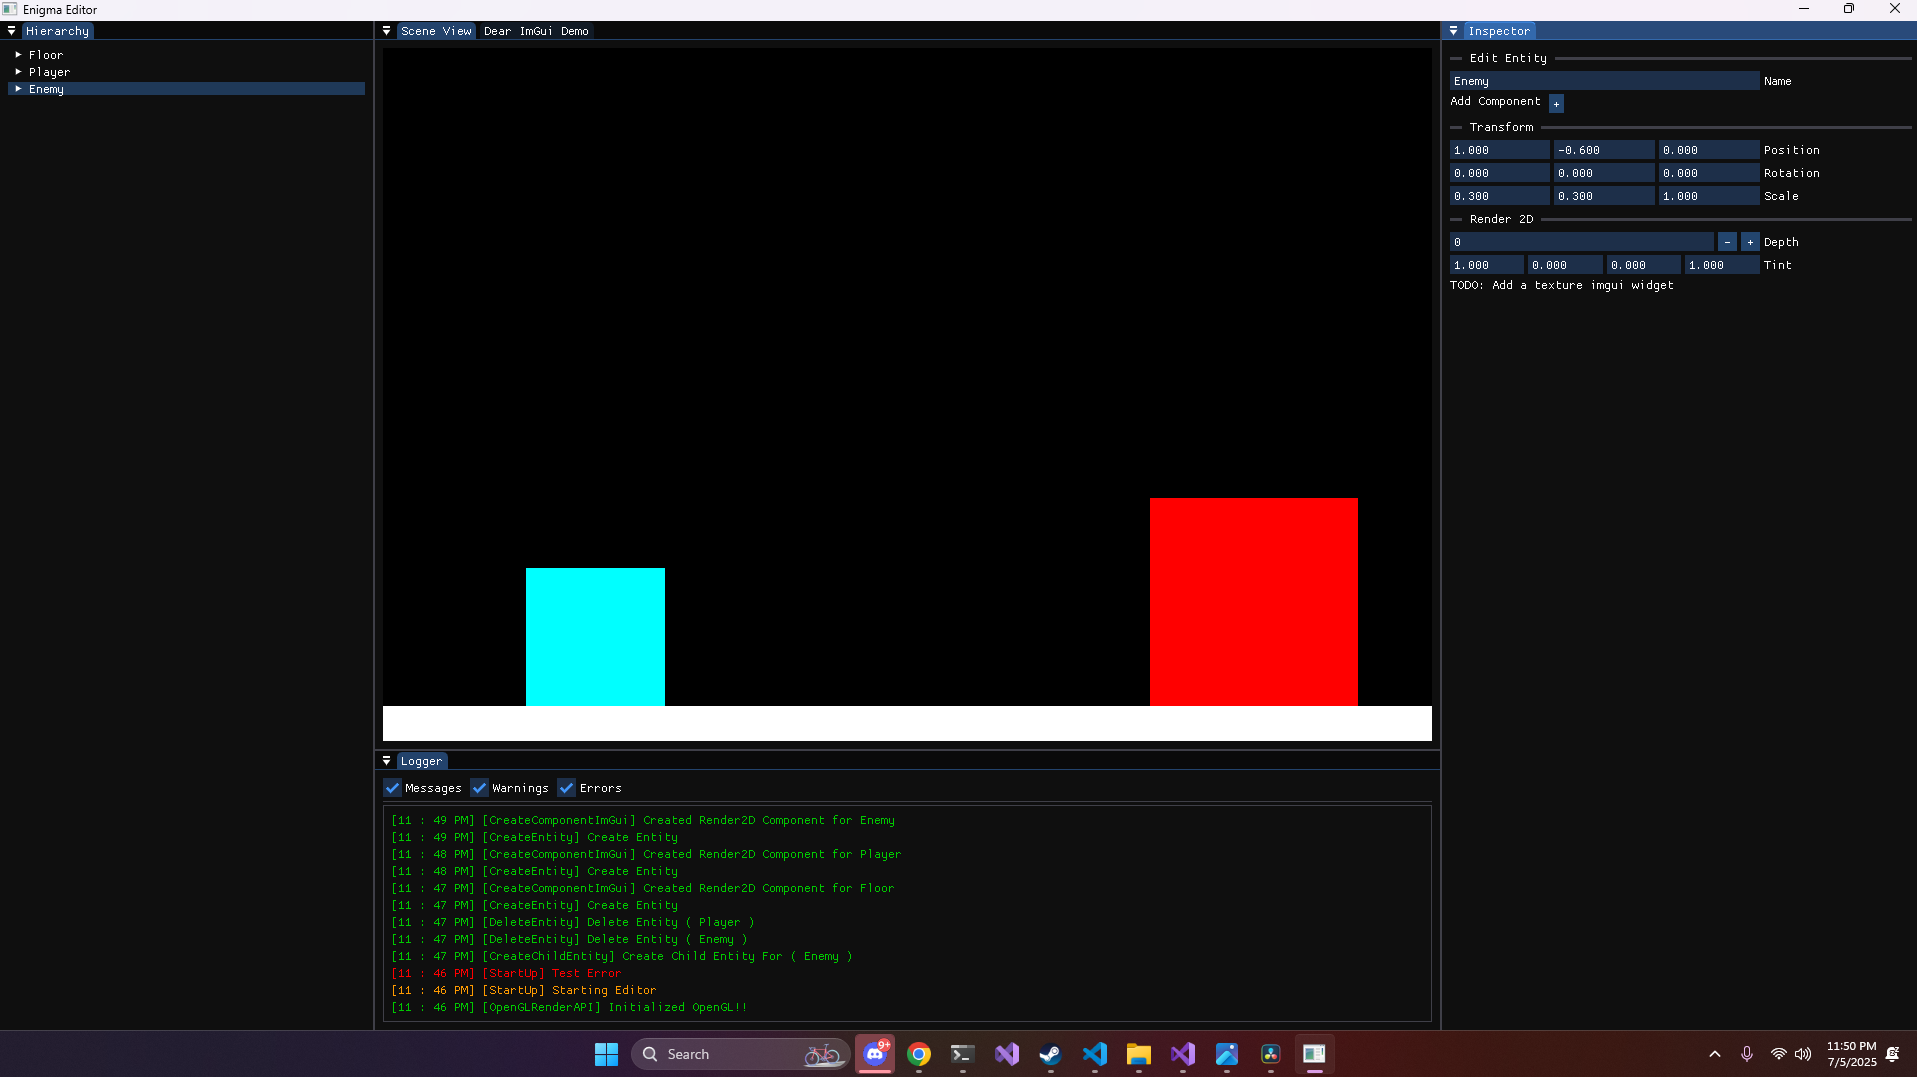 Enigma Editor
Hierarchy
Floor
Player
Enemy
Scene View Dear ImGui Demo
Logger
Messages Warnings Errors
[11 : 49 PM] [CreateComponentImGui] Created Render2D Component for Enemy
[11 : 49 PM] [CreateEntity] Create Entity
[11 : 48 PM] [CreateComponentImGui] Created Render2D Component for Player
[11 : 48 PM] [CreateEntity] Create Entity
[11 : 47 PM] [CreateComponentImGui] Created Render2D Component for Floor
[11 : 47 PM] [CreateEntity] Create Entity
[11 : 47 PM] [DeleteEntity] Delete Entity ( Player )
[11 : 47 PM] [DeleteEntity] Delete Entity ( Enemy )
[11 : 47 PM] [CreateChildEntity] Create Child Entity For ( Enemy )
[11 : 46 PM] [StartUp] Test Error
[11 : 46 PM] [StartUp] Starting Editor
[11 : 46 PM] [OpenGLRenderAPI] Initialized OpenGL!!
Inspector
Edit Entity
Enemy Name
Add Component +
Transform
1.000 -0.600 0.000 Position
0.000 0.000 0.000 Rotation
0.300 0.300 1.000 Scale
Render 2D
0 - + Depth
1.000 0.000 0.000 1.000 Tint
TODO: Add a texture imgui widget
Search
9+
11:50 PM
7/5/2025